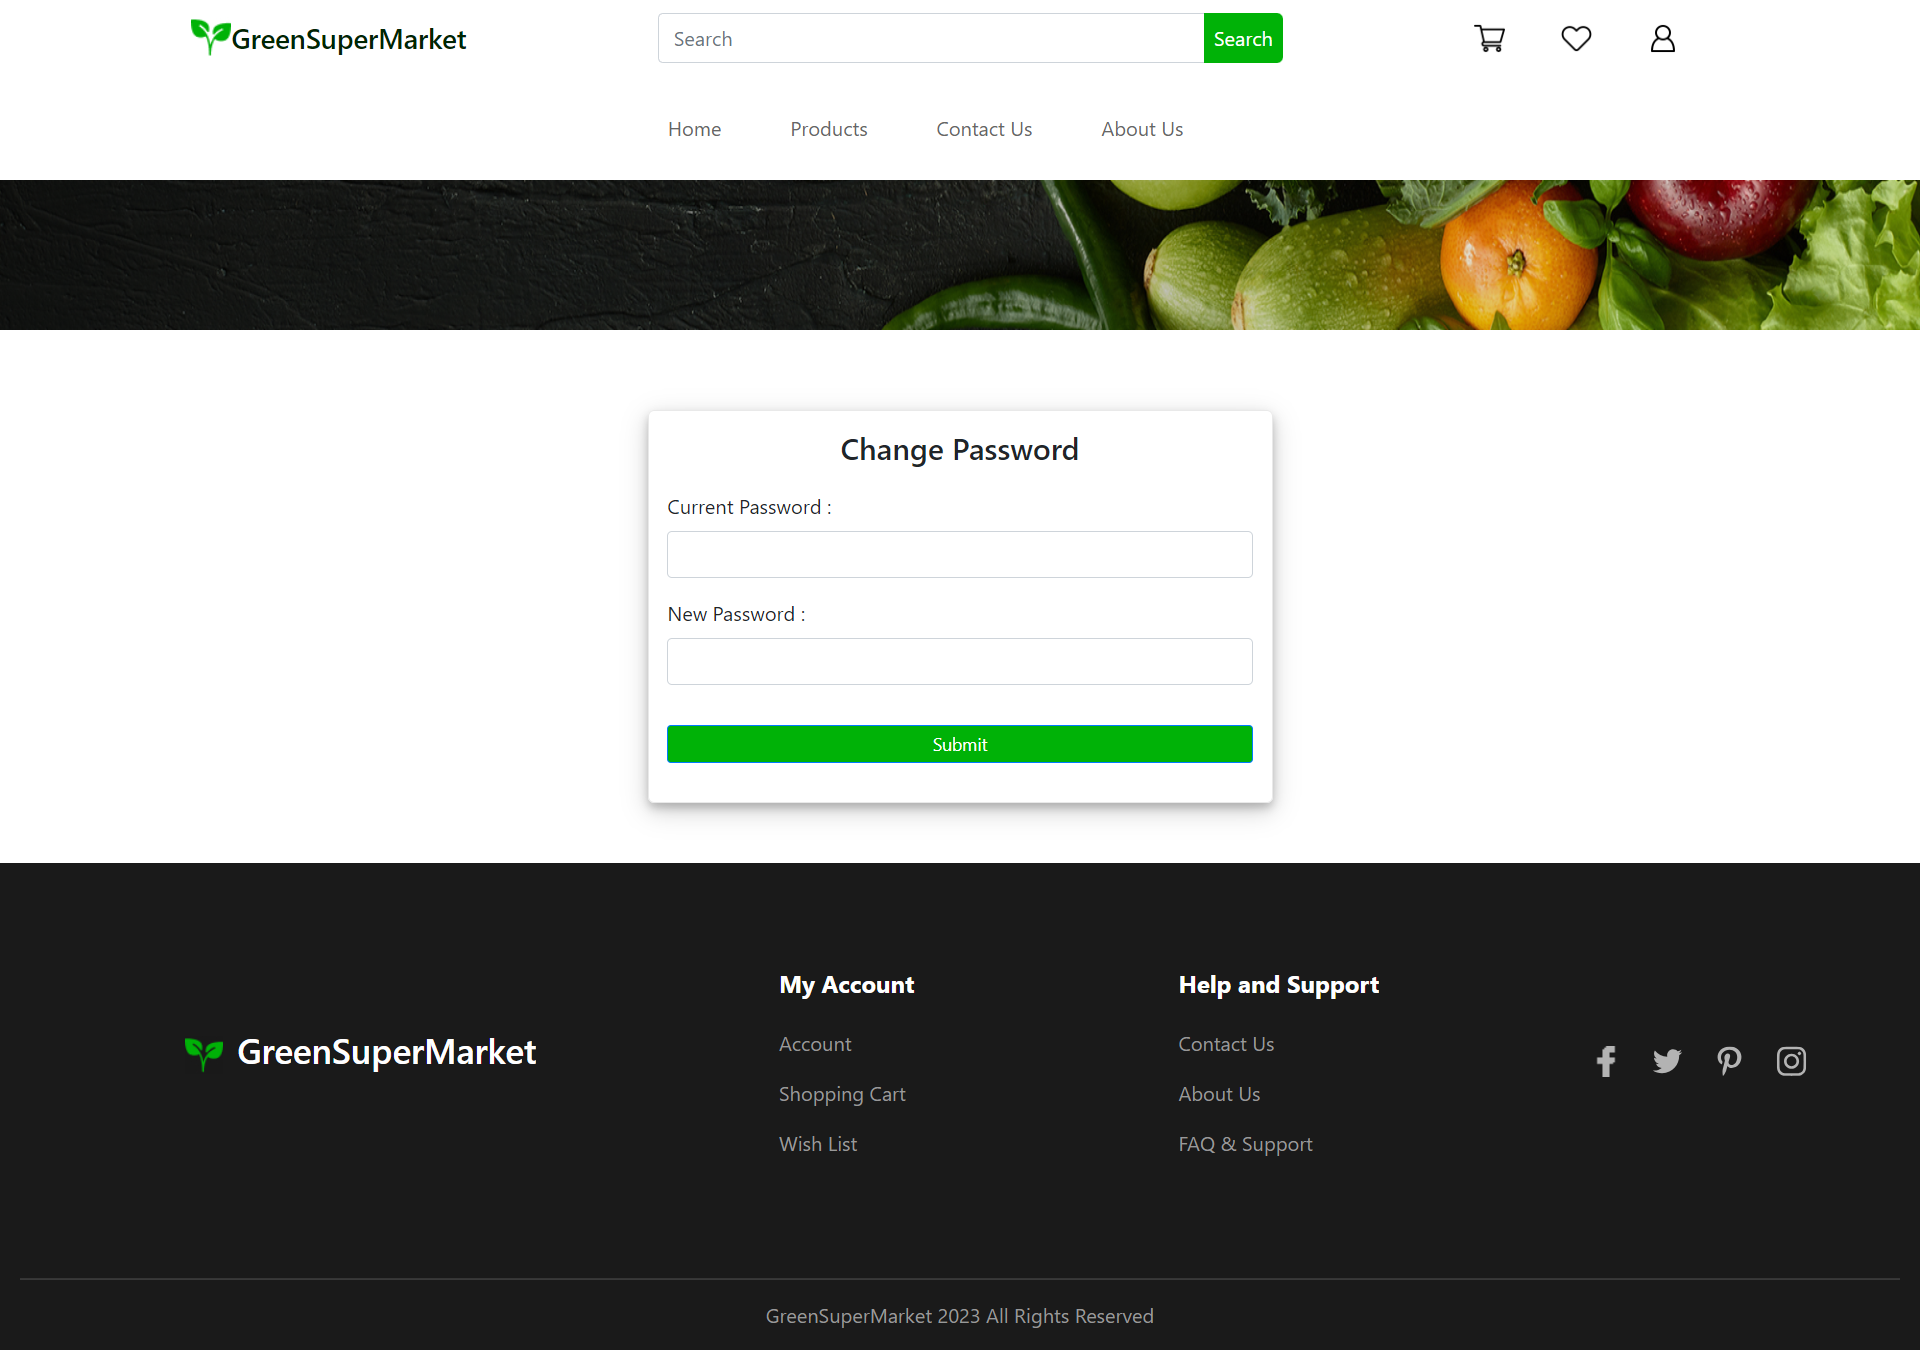 GreenSuperMarket
Search
Search
Home
Products
Contact Us
About Us
Change Password
Current Password :
New Password :
Submit
GreenSuperMarket
My Account
Account
Shopping Cart
Wish List
Help and Support
Contact Us
About Us
FAQ & Support
GreenSuperMarket 2023 All Rights Reserved